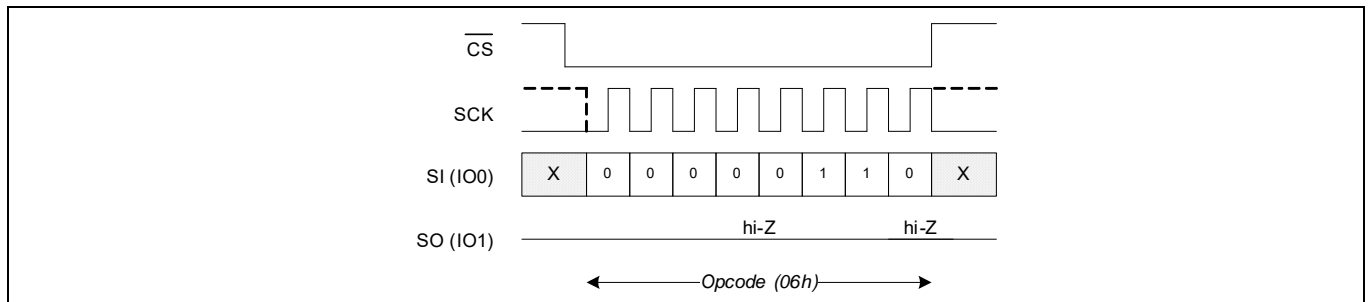 CS
SCK
SI (IO0) X 0 0 0 0 0 1 1 0 X
SO (IO1) hi-Z hi-Z
Opcode (06h)